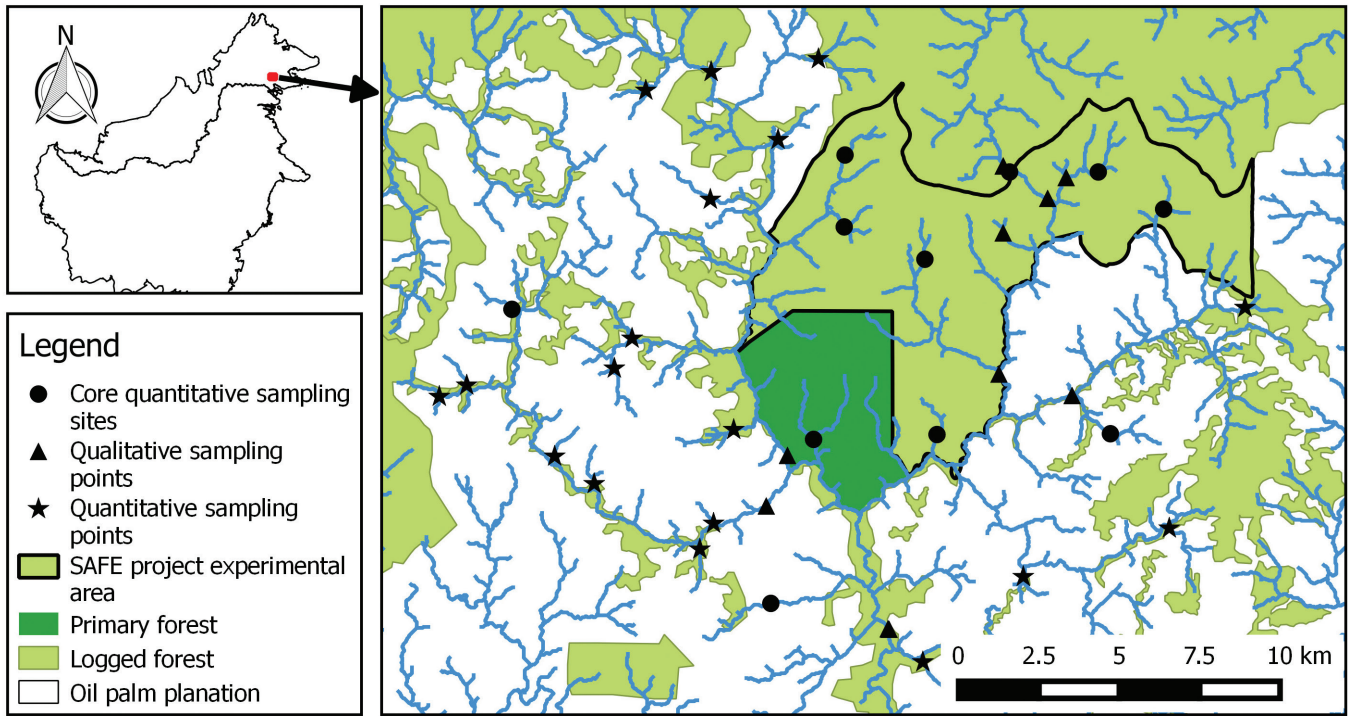 N
Legend
Core quantitative sampling
sites
Qualitative sampling
points
Quantitative sampling
points
SAFE project experimental
area
Primary forest
Logged forest
Oil palm planation
0 2.5 5 7.5 10 km